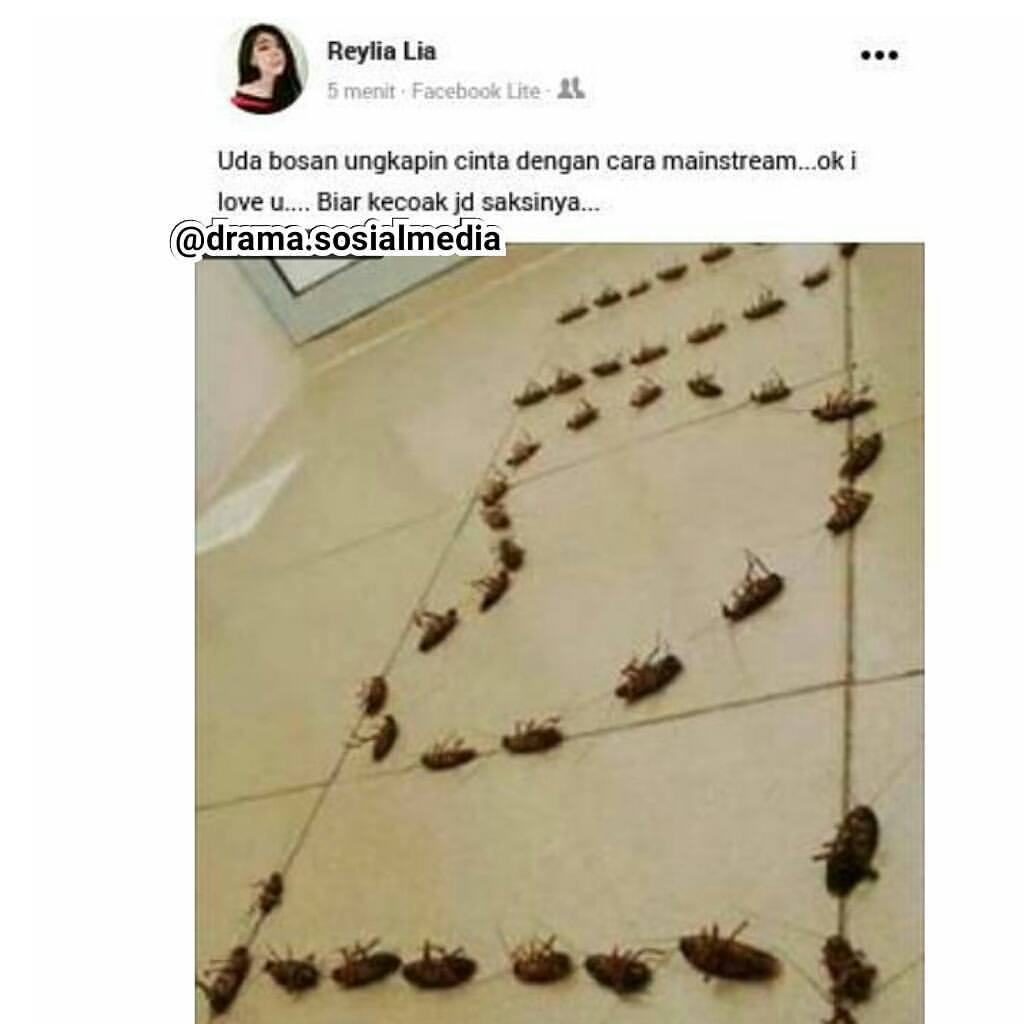 Reylia Lia
5 menit · Facebook Lite ·
Uda bosan ungkapin cinta dengan cara mainstream...ok i
love u.... Biar kecoak jd saksinya...
@drama.sosialmedia